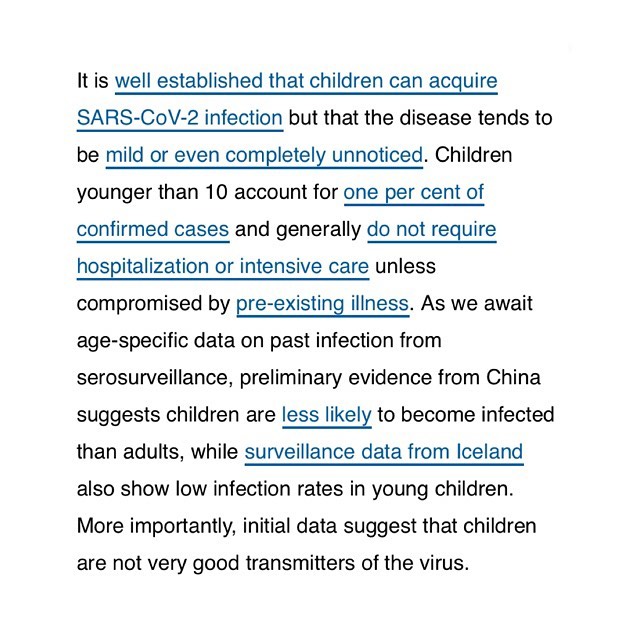 It is well established that children can acquire
SARS-CoV-2 infection but that the disease tends to
be mild or even completely unnoticed. Children
younger than 10 account for one per cent of
confirmed cases and generally do not require
hospitalization or intensive care unless
compromised by pre-existing illness. As we await
age-specific data on past infection from
serosurveillance, preliminary evidence from China
suggests children are less likely to become infected
than adults, while surveillance data from Iceland
also show low infection rates in young children.
More importantly, initial data suggest that children
are not very good transmitters of the virus.